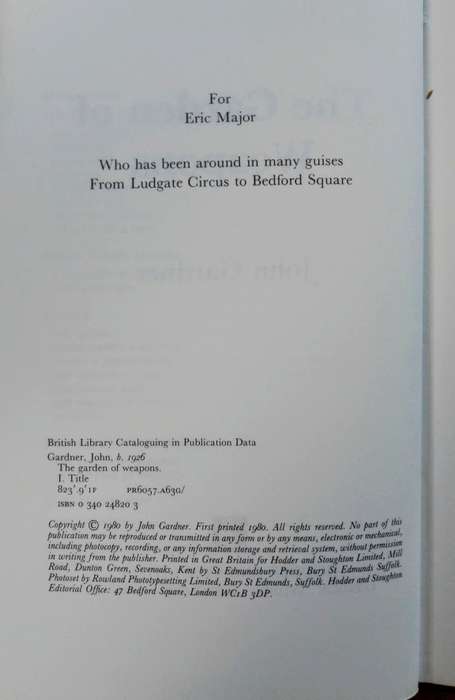 For
Eric Major
Who has been around in many guises
From Ludgate Circus to Bedford Square
British Library Cataloguing in Publication Data
Gardner, John, b. 1926
The garden of weapons.
I. Title
823'.9'1F PR6057.A630/
ISBN 0 340 24820 3
Copyright © 1980 by John Gardner. First printed 1980. All rights reserved. No part of this
publication may be reproduced or transmitted in any form or by any means, electronic or mechanical,
including photocopy, recording, or any information storage and retrieval system, without permission
in writing from the publisher. Printed in Great Britain for Hodder and Stoughton Limited, Mill
Road, Dunton Green, Sevenoaks, Kent by St Edmundsbury Press, Bury St Edmunds Suffolk.
Photoset by Rowland Phototypesetting Limited, Bury St Edmunds, Suffolk. Hodder and Stoughton
Editorial Office: 47 Bedford Square, London WC1B 3DP.